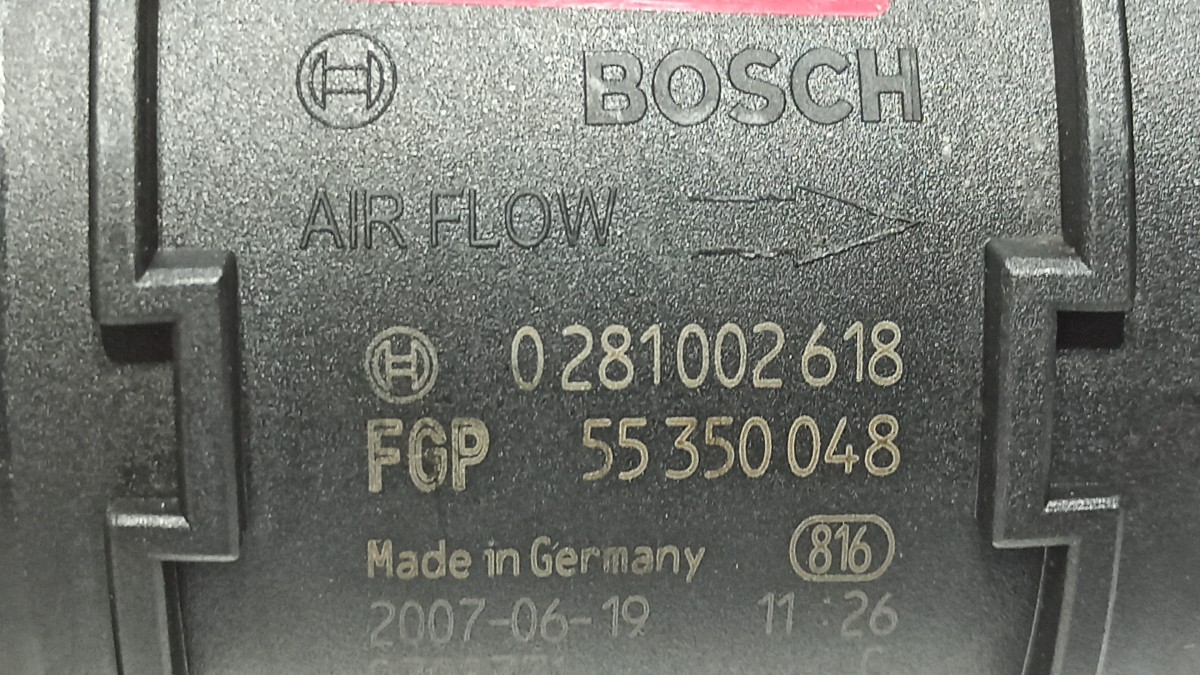 BOSCH
AIR FLOW
0 281 002 618
FGP 55 350 048
Made in Germany 816
2007-06-19 11:26